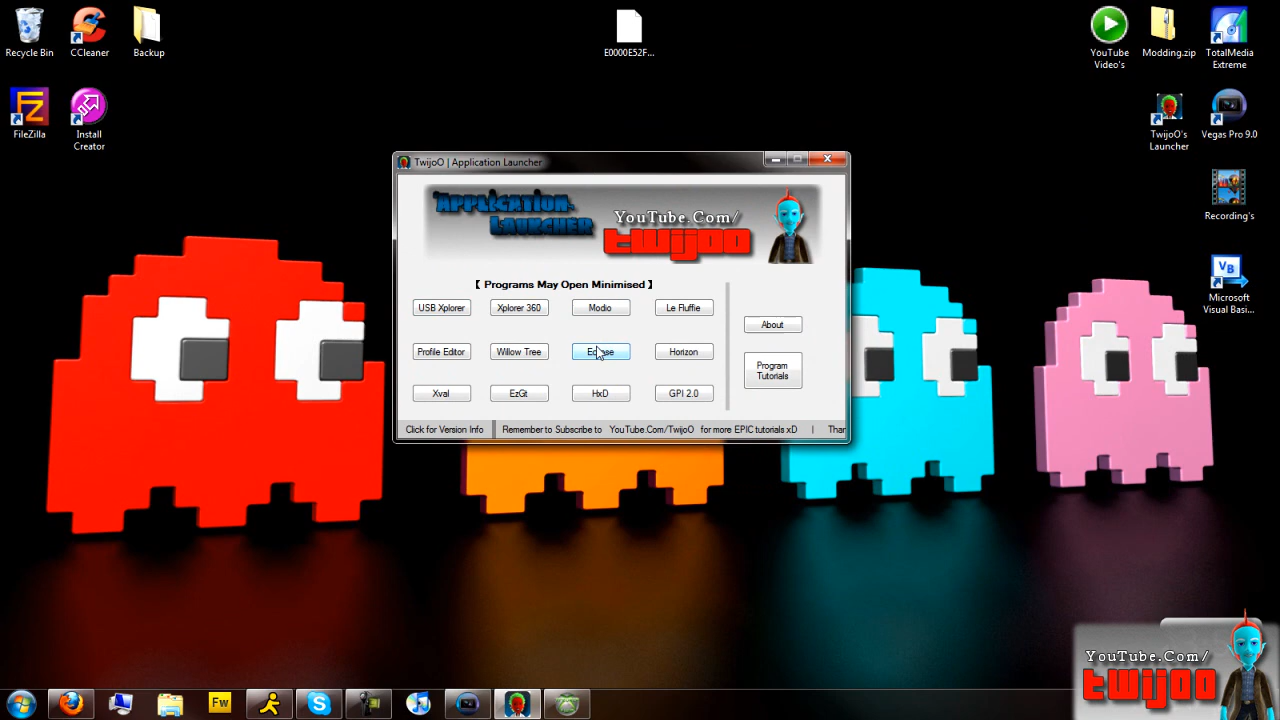 Recycle Bin
CCleaner
Backup
E0000E52F...
YouTube
Video's
Modding.zip
TotalMedia
Extreme
FileZilla
Install
Creator
TwijoO's
Launcher
Vegas Pro 9.0
Recording's
Microsoft
Visual Basi...
TwijoO | Application Launcher
APPLICATION
LAUNCHER
YouTube.Com/
twijoo
【 Programs May Open Minimised 】
USB Xplorer
Xplorer 360
Modio
Le Fluffie
About
Profile Editor
Willow Tree
Horizon
Program
Tutorials
Xval
EzGt
HxD
GPI 2.0
Click for Version Info
Remember to Subscribe to YouTube.Com/TwijoO for more EPIC tutorials xD | Than
YouTube.Com/
twijoo
Fw